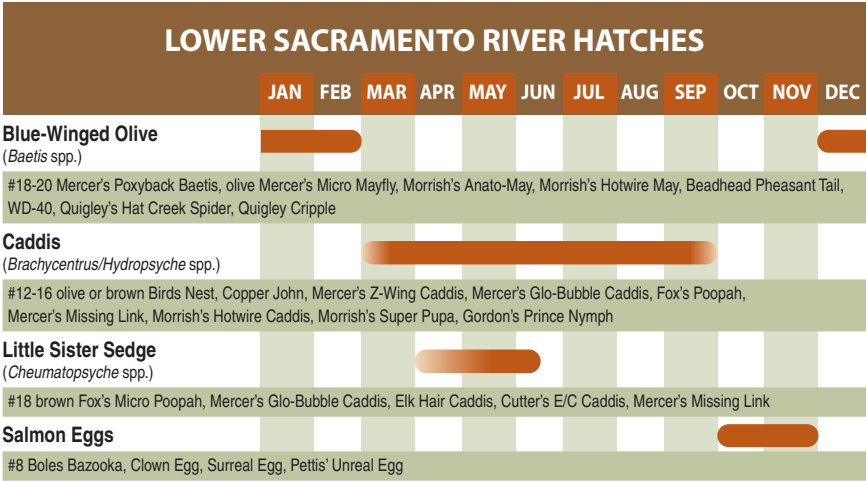 LOWER SACRAMENTO RIVER HATCHES
JAN FEB MAR APR MAY JUN JUL AUG SEP OCT NOV DEC
Blue-Winged Olive
(Baetis spp.)
#18-20 Mercer's Poxyback Baetis, olive Mercer's Micro Mayfly, Morrish's Anato-May, Morrish's Hotwire May, Beadhead Pheasant Tail,
WD-40, Quigley's Hat Creek Spider, Quigley Cripple
Caddis
(Brachycentrus/Hydropsyche spp.)
#12-16 olive or brown Birds Nest, Copper John, Mercer's Z-Wing Caddis, Mercer's Glo-Bubble Caddis, Fox's Poopah,
Mercer's Missing Link, Morrish's Hotwire Caddis, Morrish's Super Pupa, Gordon's Prince Nymph
Little Sister Sedge
(Cheumatopsyche spp.)
#18 brown Fox's Micro Poopah, Mercer's Glo-Bubble Caddis, Elk Hair Caddis, Cutter's E/C Caddis, Mercer's Missing Link
Salmon Eggs
#8 Boles Bazooka, Clown Egg, Surreal Egg, Pettis' Unreal Egg